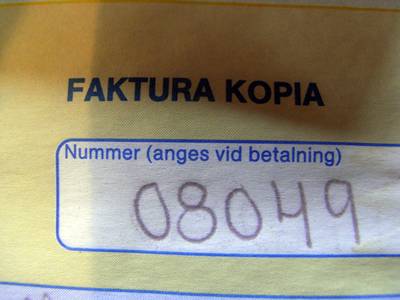 FAKTURA KOPIA
Nummer (anges vid betalning)
08049